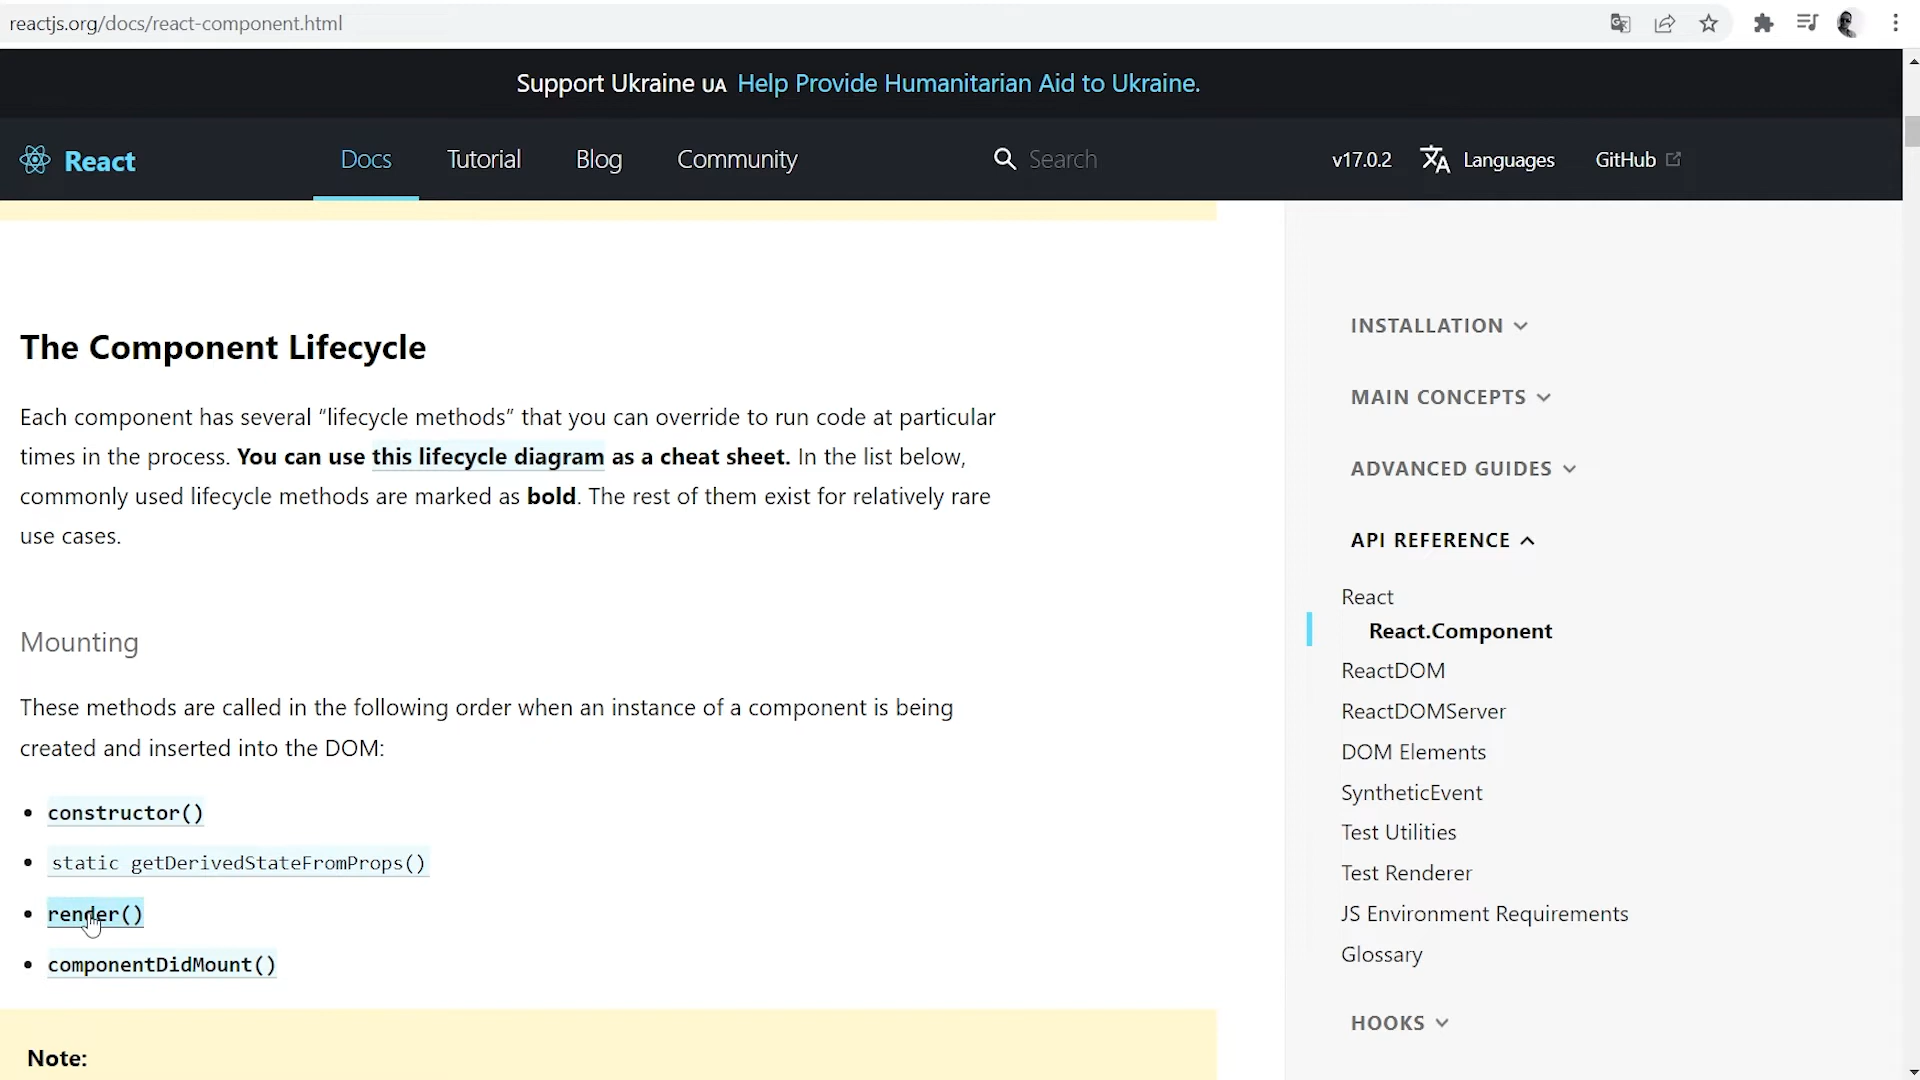 reactjs.org/docs/react-component.html
Support Ukraine UA Help Provide Humanitarian Aid to Ukraine.
React
Docs
Tutorial
Blog
Community
Search
v17.0.2
Languages
GitHub
The Component Lifecycle
Each component has several “lifecycle methods” that you can override to run code at particular
times in the process. You can use this lifecycle diagram as a cheat sheet. In the list below,
commonly used lifecycle methods are marked as bold. The rest of them exist for relatively rare
use cases.
Mounting
These methods are called in the following order when an instance of a component is being
created and inserted into the DOM:
• constructor()
• static getDerivedStateFromProps()
• render()
• componentDidMount()
Note:
INSTALLATION
MAIN CONCEPTS
ADVANCED GUIDES
API REFERENCE
React
React.Component
ReactDOM
ReactDOMServer
DOM Elements
SyntheticEvent
Test Utilities
Test Renderer
JS Environment Requirements
Glossary
HOOKS